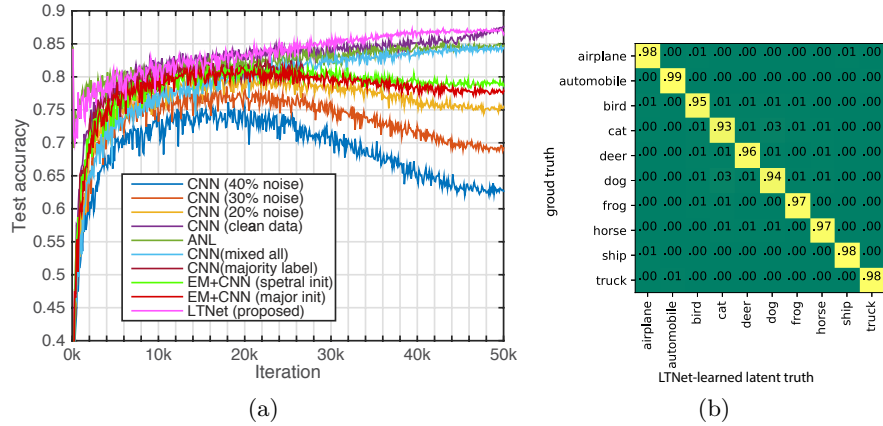 0.9
0.85
0.8
0.75
0.7
0.65
0.6
0.55
0.5
0.45
0.4
Test accuracy
CNN (40% noise)
CNN (30% noise)
CNN (20% noise)
CNN (clean data)
ANL
CNN(mixed all)
CNN(majority label)
EM+CNN (spetral init)
EM+CNN (major init)
LTNet (proposed)
0k 10k 20k 30k 40k 50k
Iteration
(a)
groud truth
airplane .98 .00 .01 .00 .00 .00 .00 .00 .01 .00
automobile .00 .99 .00 .00 .00 .00 .00 .00 .00 .00
bird .01 .00 .95 .01 .01 .01 .01 .00 .00 .00
cat .00 .00 .01 .93 .01 .03 .01 .01 .00 .00
deer .00 .00 .01 .01 .96 .01 .00 .01 .00 .00
dog .00 .00 .01 .03 .01 .94 .01 .01 .00 .00
frog .00 .00 .01 .01 .00 .00 .97 .00 .00 .00
horse .00 .00 .00 .01 .01 .01 .00 .97 .00 .00
ship .01 .00 .00 .00 .00 .00 .00 .00 .98 .00
truck .00 .01 .00 .00 .00 .00 .00 .00 .00 .98
airplane
automobile
bird
cat
deer
dog
frog
horse
ship
truck
LTNet-learned latent truth
(b)